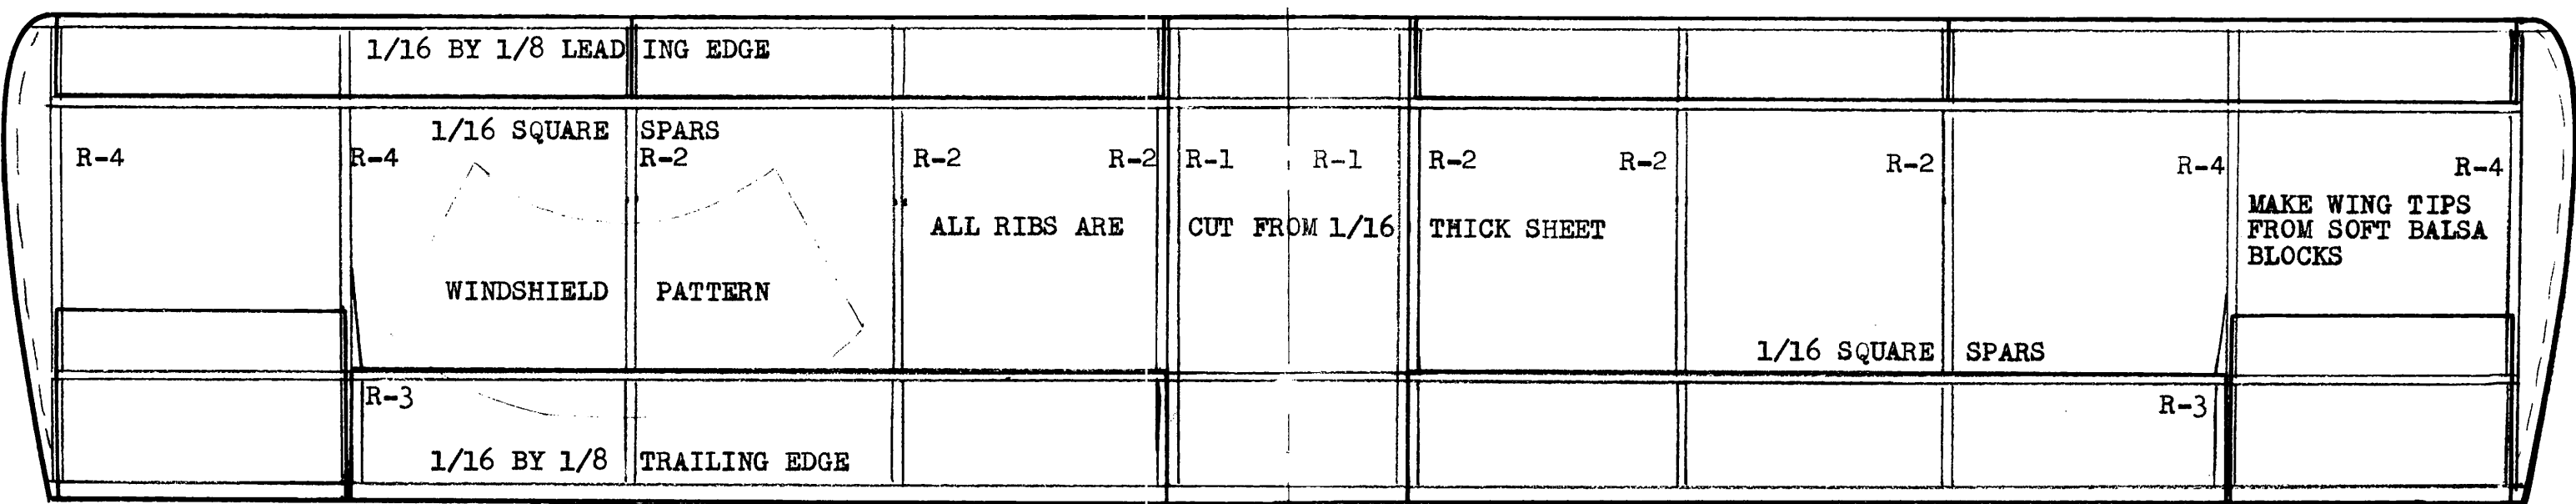 1/16 BY 1/8 LEADING EDGE
1/16 SQUARE SPARS
R-4 R-4 R-2 R-2 R-2 R-1 R-1 R-2 R-2 R-2 R-4 R-4
ALL RIBS ARE CUT FROM 1/16 THICK SHEET
MAKE WING TIPS
FROM SOFT BALSA
BLOCKS
WINDSHIELD PATTERN
1/16 SQUARE SPARS
R-3 R-3
1/16 BY 1/8 TRAILING EDGE